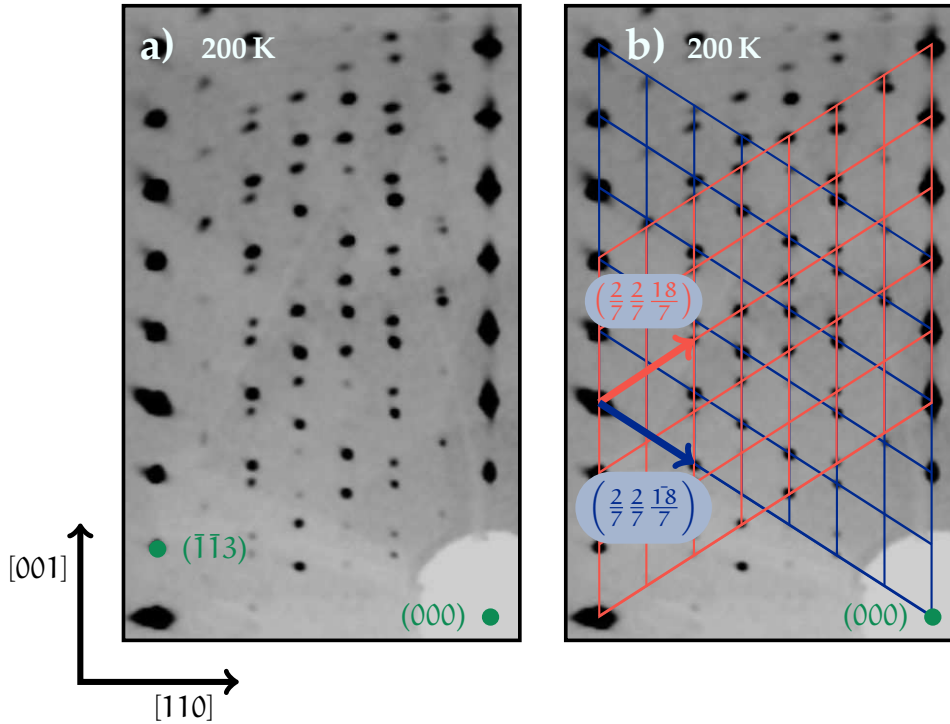 a) 200 K
b) 200 K
(2/7 2/7 18/7)
(2/7 2/7 1̄8/7)
[001]
(1̄1̄3)
(000)
(000)
[110]